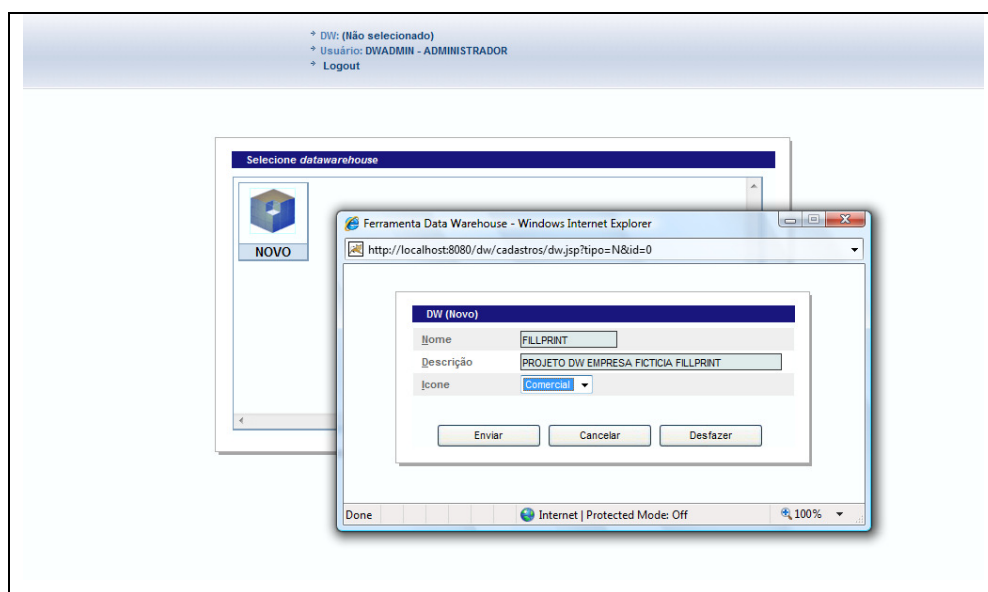 DW: (Não selecionado)
Usuário: DWADMIN - ADMINISTRADOR
Logout
Selecione datawarehouse
NOVO
Ferramenta Data Warehouse - Windows Internet Explorer
http://localhost:8080/dw/cadastros/dw.jsp?tipo=N&id=0
DW (Novo)
Nome FILLPRINT
Descrição PROJETO DW EMPRESA FICTICIA FILLPRINT
Icone Comercial
Enviar Cancelar Desfazer
Done Internet | Protected Mode: Off 100%